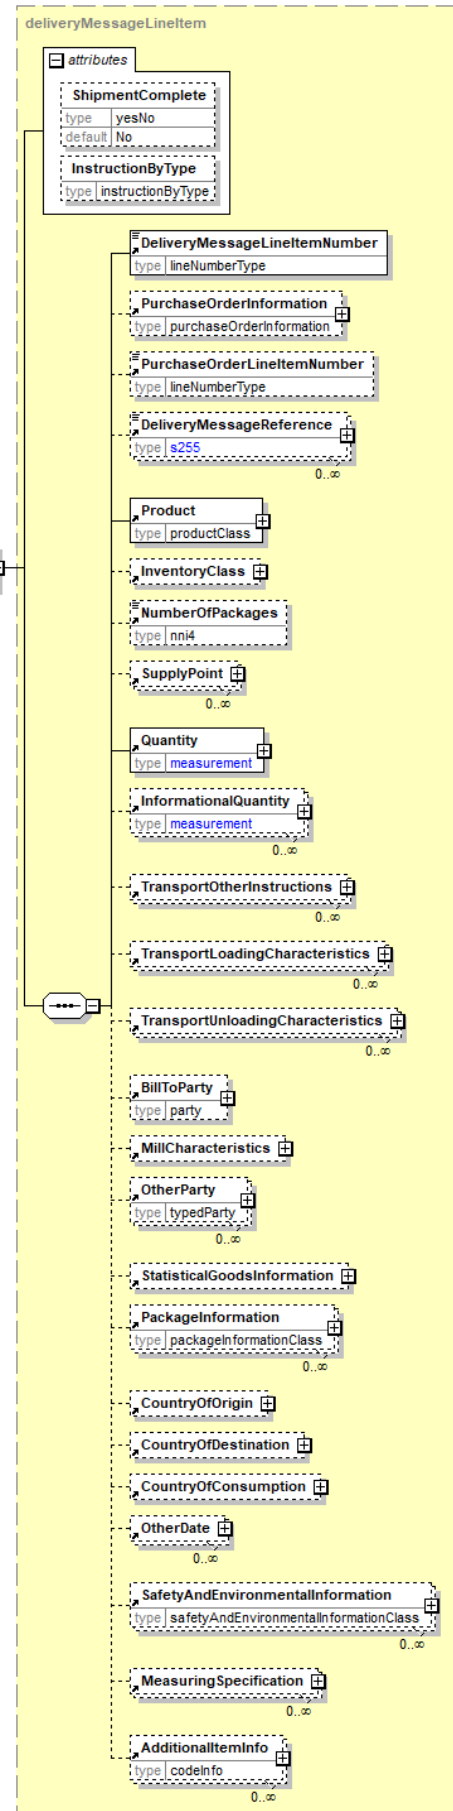 deliveryMessageLineItem
attributes
ShipmentComplete
type yesNo
default No
InstructionByType
type instructionByType
DeliveryMessageLineItemNumber
type lineNumberType
PurchaseOrderInformation
type purchaseOrderInformation
PurchaseOrderLineItemNumber
type lineNumberType
DeliveryMessageReference
type s255
0..∞
Product
type productClass
InventoryClass
NumberOfPackages
type nni4
SupplyPoint
0..∞
Quantity
type measurement
InformationalQuantity
type measurement
0..∞
TransportOtherInstructions
0..∞
TransportLoadingCharacteristics
0..∞
TransportUnloadingCharacteristics
0..∞
BillToParty
type party
MillCharacteristics
OtherParty
type typedParty
0..∞
StatisticalGoodsInformation
PackageInformation
type packageInformationClass
0..∞
CountryOfOrigin
CountryOfDestination
CountryOfConsumption
OtherDate
0..∞
SafetyAndEnvironmentalInformation
type safetyAndEnvironmentalInformationClass
0..∞
MeasuringSpecification
0..∞
AdditionalItemInfo
type codeInfo
0..∞